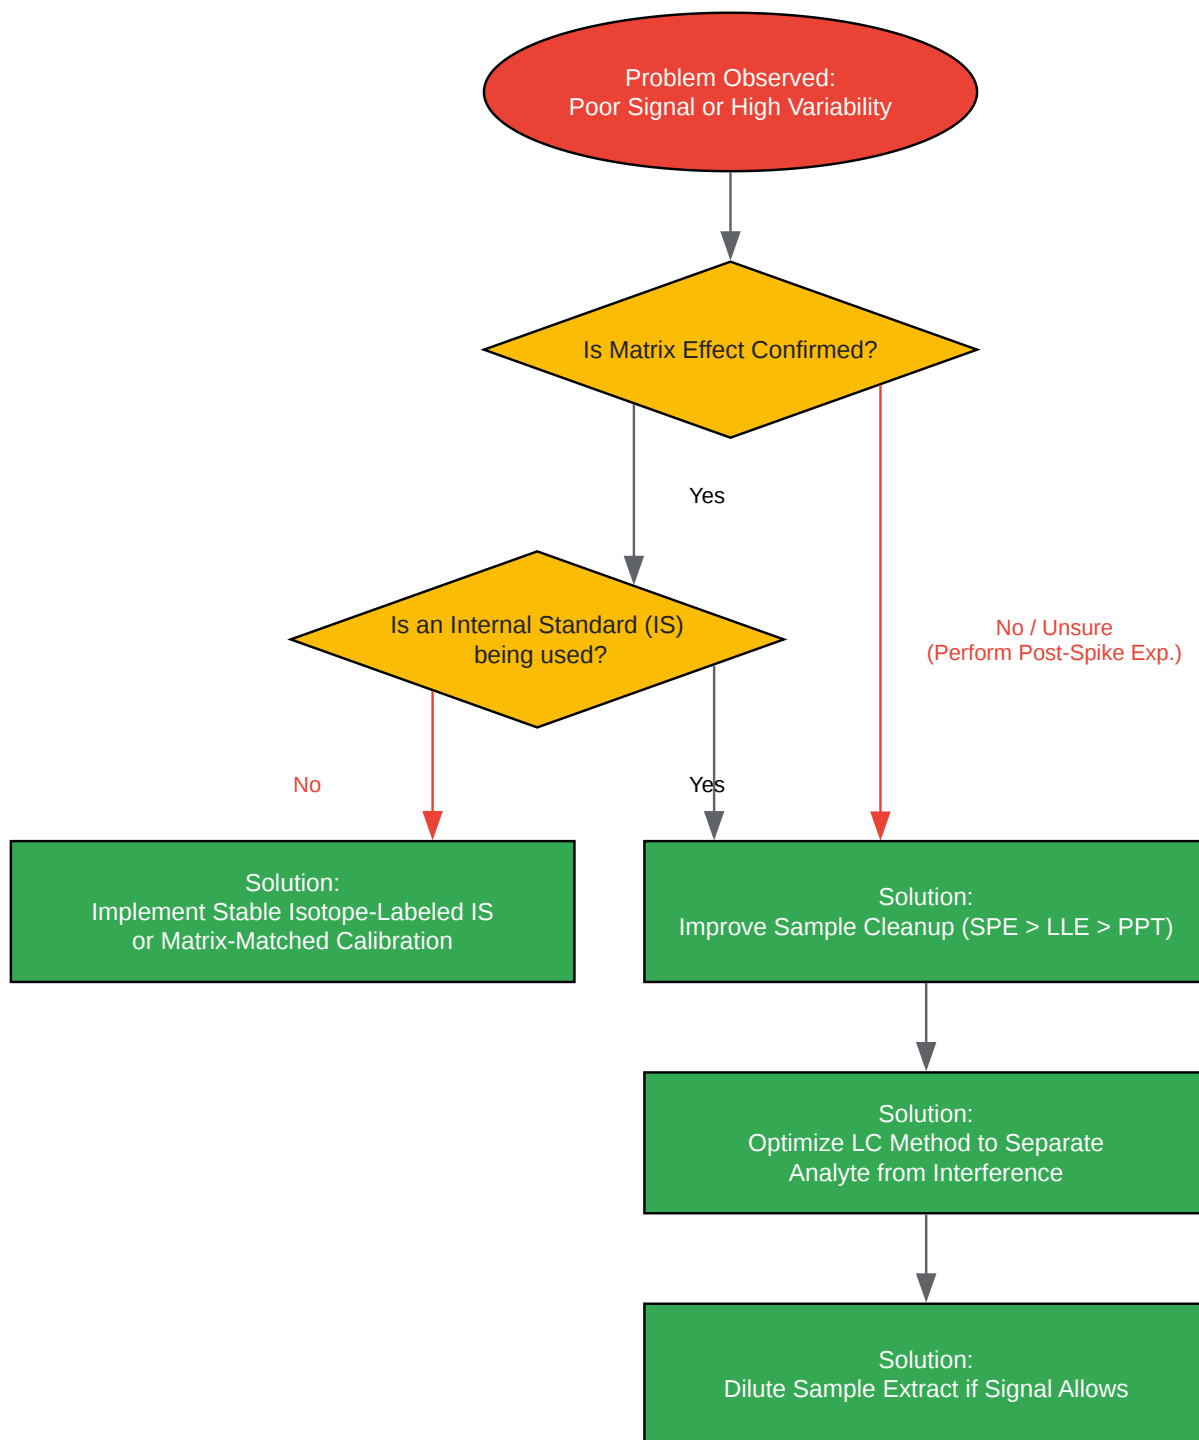 Problem Observed:
Poor Signal or High Variability
Is Matrix Effect Confirmed?
Yes
Is an Internal Standard (IS)
being used?
No / Unsure
(Perform Post-Spike Exp.)
No
Yes
Solution:
Implement Stable Isotope-Labeled IS
or Matrix-Matched Calibration
Solution:
Improve Sample Cleanup (SPE > LLE > PPT)
Solution:
Optimize LC Method to Separate
Analyte from Interference
Solution:
Dilute Sample Extract if Signal Allows